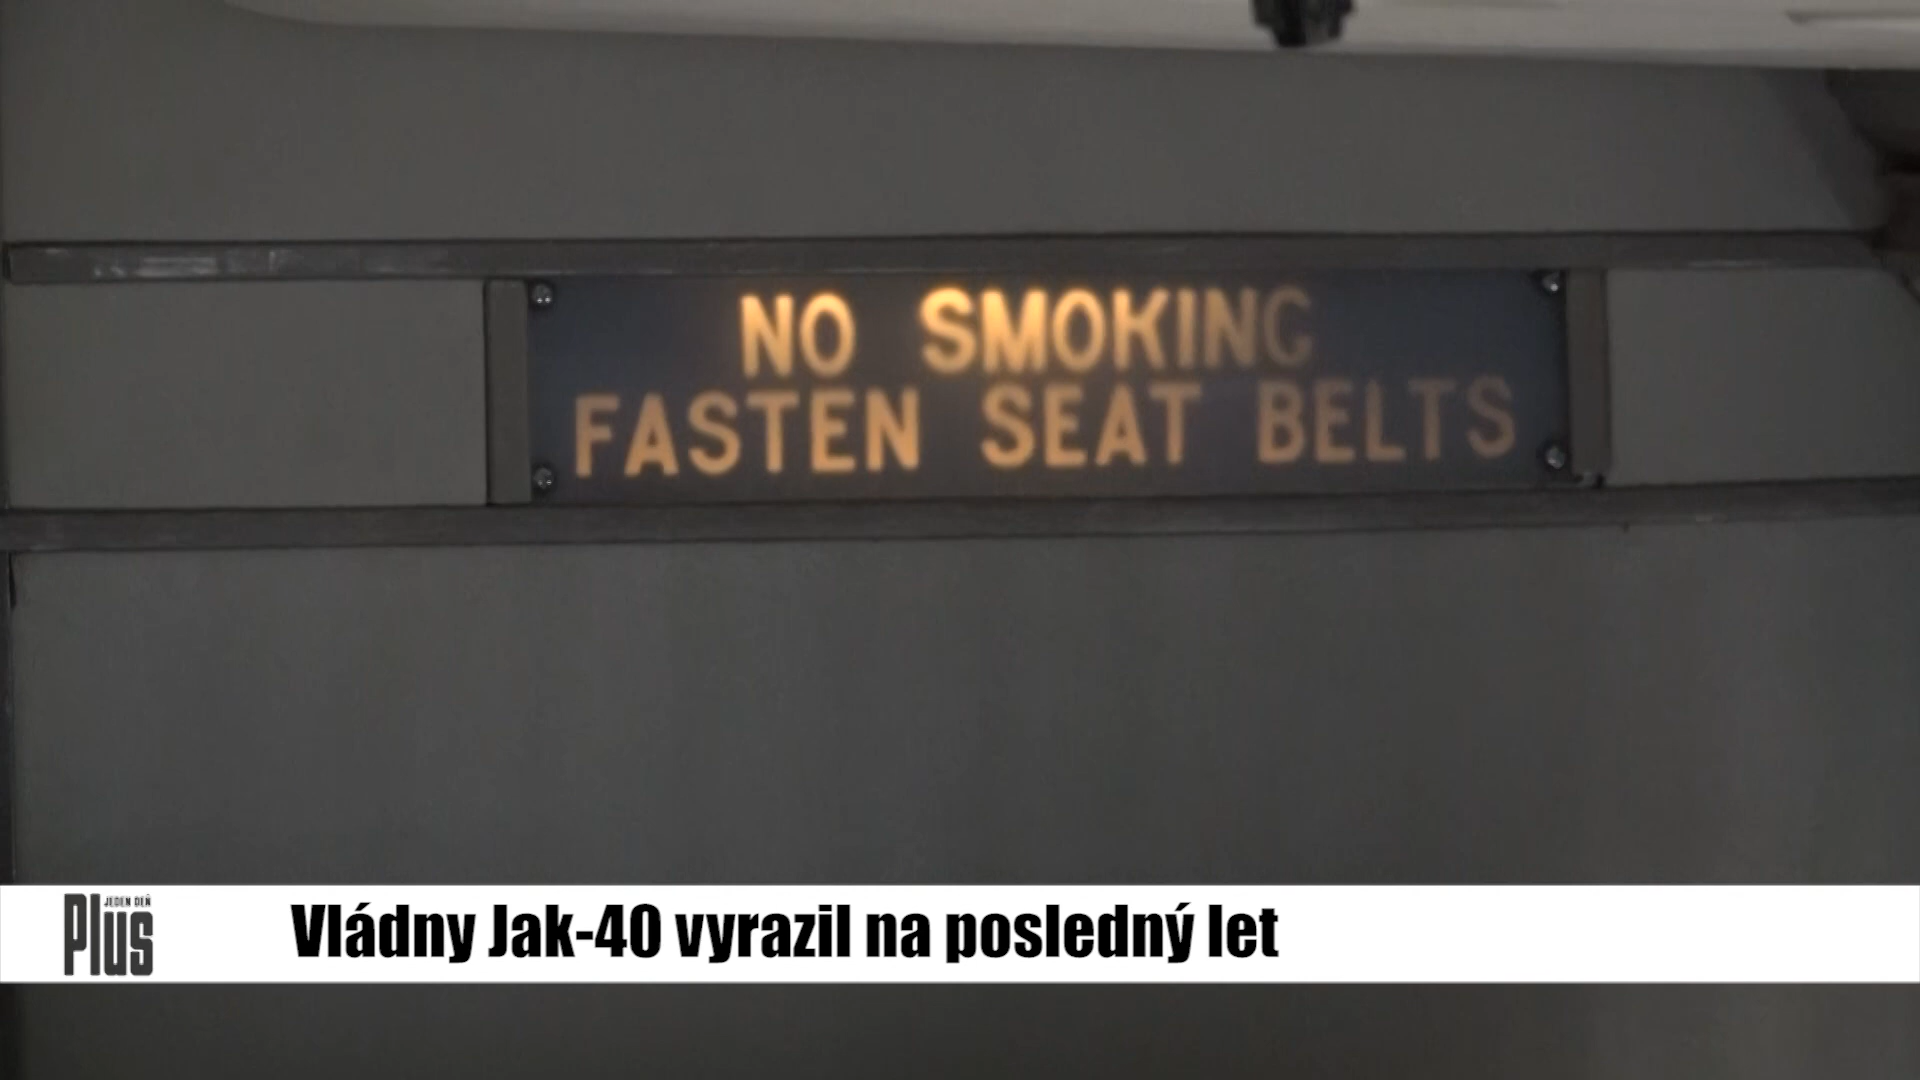 NO SMOKING
FASTEN SEAT BELTS
JEDEN DEŇ
Plus
Vládny Jak-40 vyrazil na posledný let